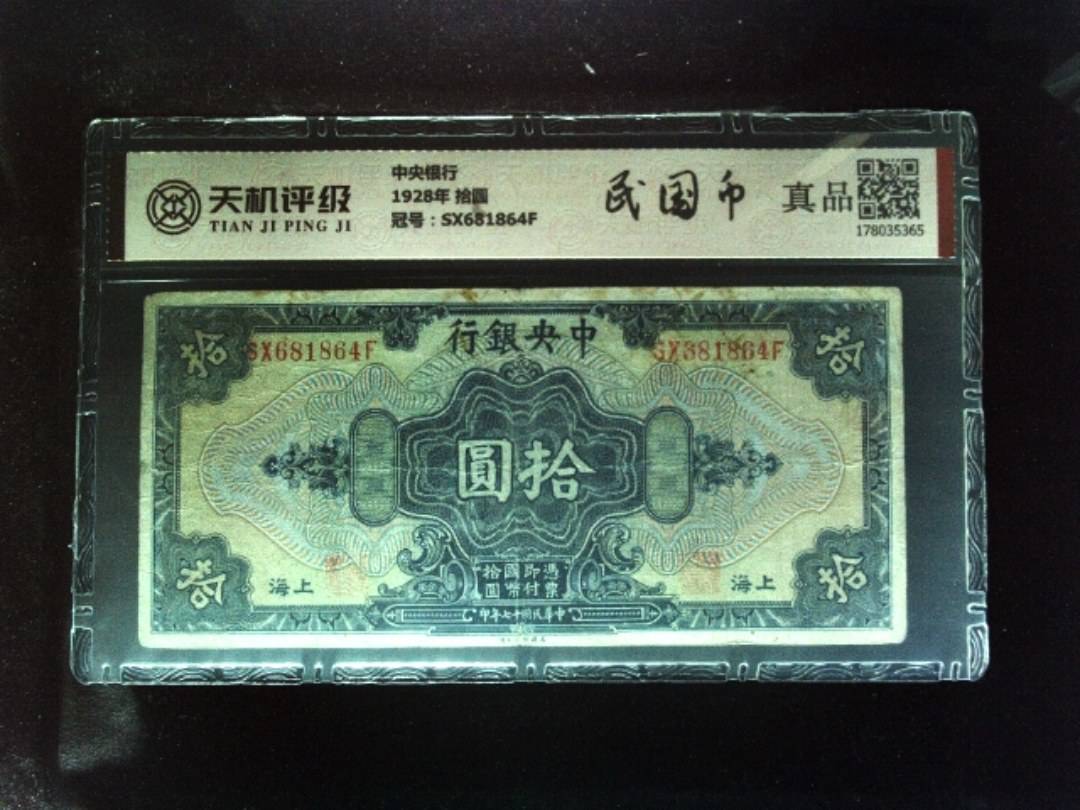 天机评级
TIAN JI PING JI
中央银行
1928年 拾圆
冠号：SX681864F
民国币
真品
178035365
中央銀行
拾
SX681864F
SX681864F
拾
拾圓
拾
上海
憑票
即付
國幣
拾圓
上海
拾
中華民國十七年印